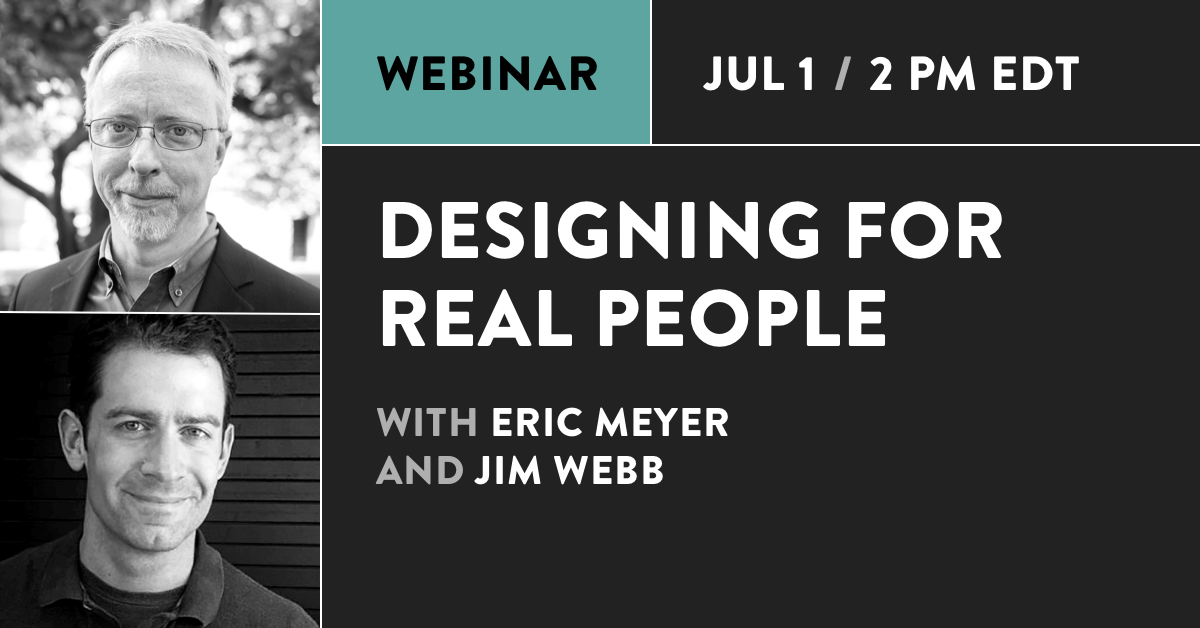 WEBINAR
JUL 1 / 2 PM EDT
DESIGNING FOR
REAL PEOPLE
WITH ERIC MEYER
AND JIM WEBB